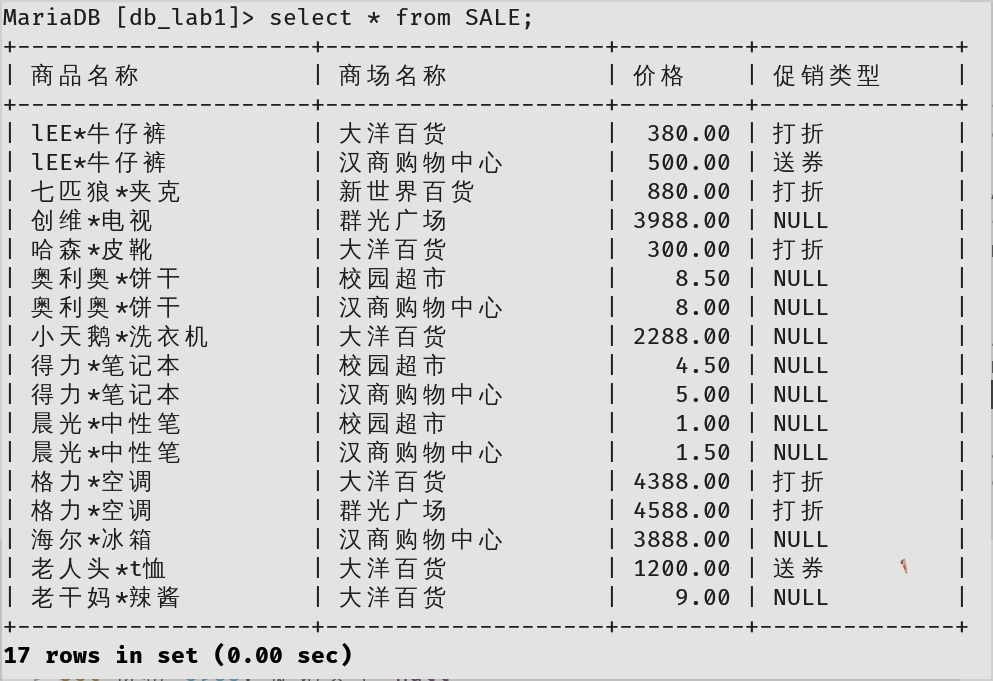 MariaDB [db_lab1]> select * from SALE;
+----------------------+--------------------+---------+--------------+
| 商品名称 | 商场名称 | 价格 | 促销类型 |
+----------------------+--------------------+---------+--------------+
| lEE*牛仔裤 | 大洋百货 | 380.00 | 打折 |
| lEE*牛仔裤 | 汉商购物中心 | 500.00 | 送券 |
| 七匹狼*夹克 | 新世界百货 | 880.00 | 打折 |
| 创维*电视 | 群光广场 | 3988.00 | NULL |
| 哈森*皮靴 | 大洋百货 | 300.00 | 打折 |
| 奥利奥*饼干 | 校园超市 | 8.50 | NULL |
| 奥利奥*饼干 | 汉商购物中心 | 8.00 | NULL |
| 小天鹅*洗衣机 | 大洋百货 | 2288.00 | NULL |
| 得力*笔记本 | 校园超市 | 4.50 | NULL |
| 得力*笔记本 | 汉商购物中心 | 5.00 | NULL |
| 晨光*中性笔 | 校园超市 | 1.00 | NULL |
| 晨光*中性笔 | 汉商购物中心 | 1.50 | NULL |
| 格力*空调 | 大洋百货 | 4388.00 | 打折 |
| 格力*空调 | 群光广场 | 4588.00 | 打折 |
| 海尔*冰箱 | 汉商购物中心 | 3888.00 | NULL |
| 老人头*t恤 | 大洋百货 | 1200.00 | 送券 |
| 老干妈*辣酱 | 大洋百货 | 9.00 | NULL |
+----------------------+--------------------+---------+--------------+
17 rows in set (0.00 sec)